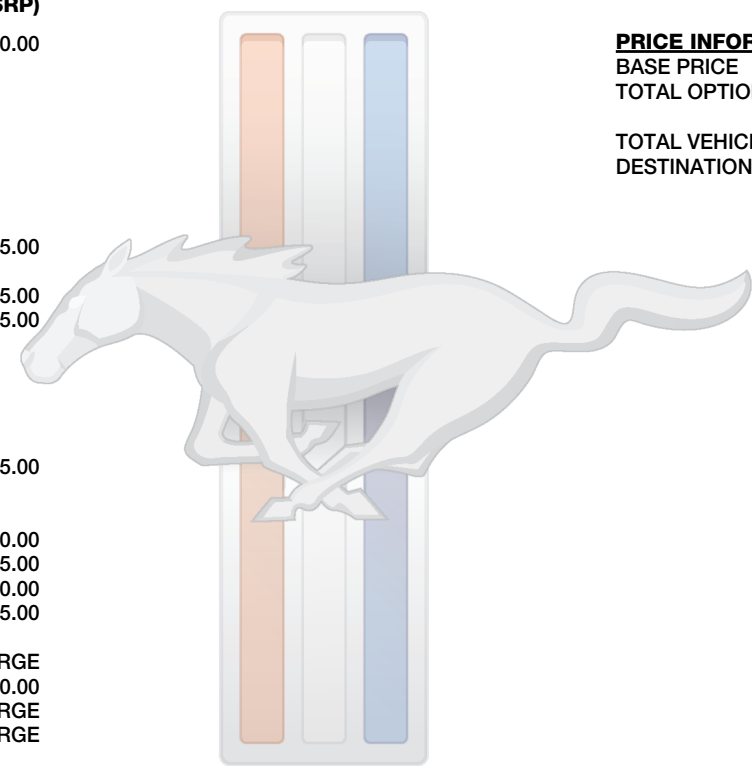 SRP)
0.00
5.00
5.00
5.00
5.00
0.00
5.00
0.00
5.00
RGE
0.00
RGE
RGE
PRICE INFOR
BASE PRICE
TOTAL OPTIO
TOTAL VEHIC
DESTINATION